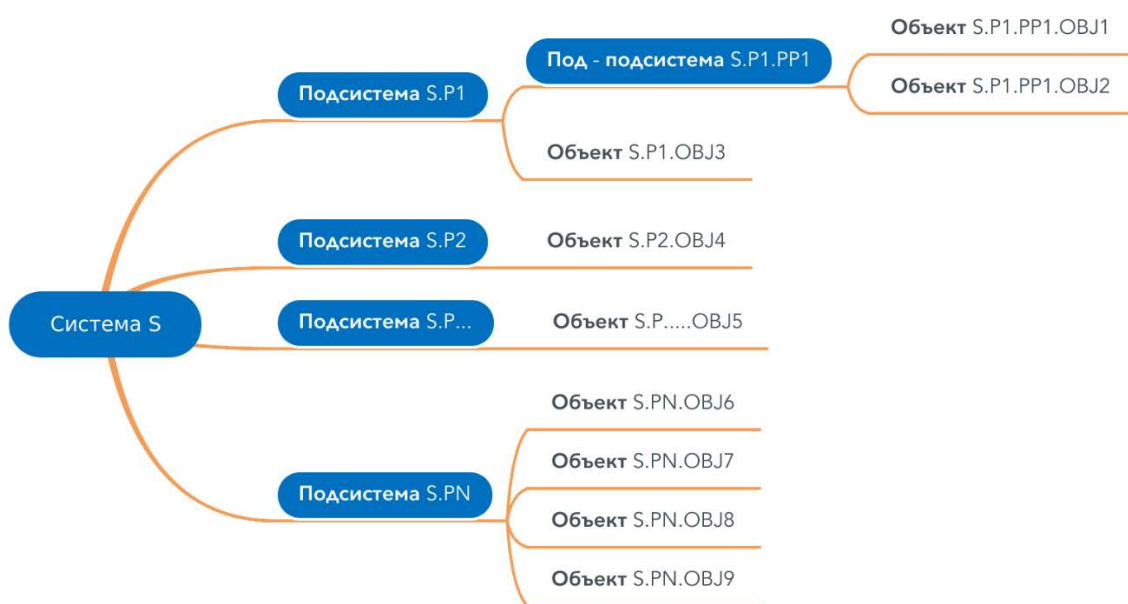 Объект S.P1.PP1.OBJ1
Под - подсистема S.P1.PP1
Объект S.P1.PP1.OBJ2
Подсистема S.P1
Объект S.P1.OBJ3
Подсистема S.P2
Объект S.P2.OBJ4
Система S
Подсистема S.P...
Объект S.P.....OBJ5
Объект S.PN.OBJ6
Объект S.PN.OBJ7
Подсистема S.PN
Объект S.PN.OBJ8
Объект S.PN.OBJ9